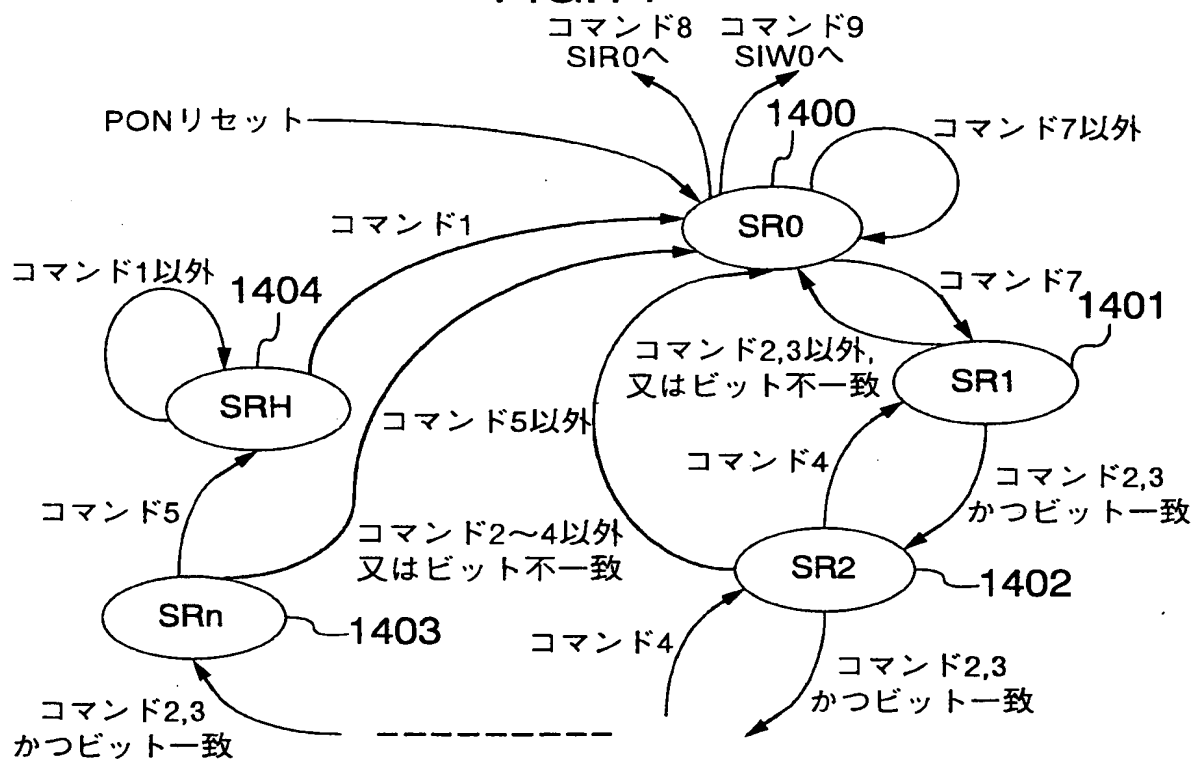 コマンド8
SIR0へ
コマンド9
SIW0へ
PONリセット
1400
コマンド7以外
SR0
コマンド1
コマンド1以外
1404
コマンド7
1401
コマンド2,3以外,
又はビット不一致
SR1
SRH
コマンド5以外
コマンド4
コマンド2,3
かつビット一致
コマンド5
コマンド2～4以外
又はビット不一致
SR2
1402
SRn
1403
コマンド4
コマンド2,3
かつビット一致
コマンド2,3
かつビット一致